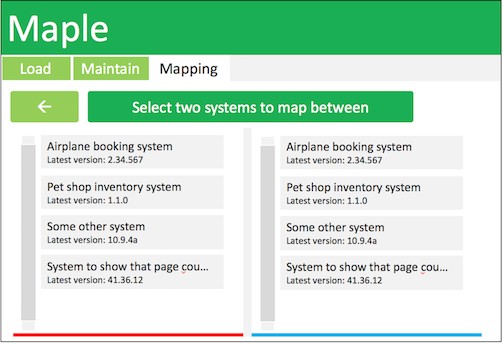 Maple
Load
Maintain
Mapping
Select two systems to map between
Airplane booking system
Latest version: 2.34.567
Pet shop inventory system
Latest version: 1.1.0
Some other system
Latest version: 10.9.4a
System to show that page cou...
Latest version: 41.36.12
Airplane booking system
Latest version: 2.34.567
Pet shop inventory system
Latest version: 1.1.0
Some other system
Latest version: 10.9.4a
System to show that page cou...
Latest version: 41.36.12